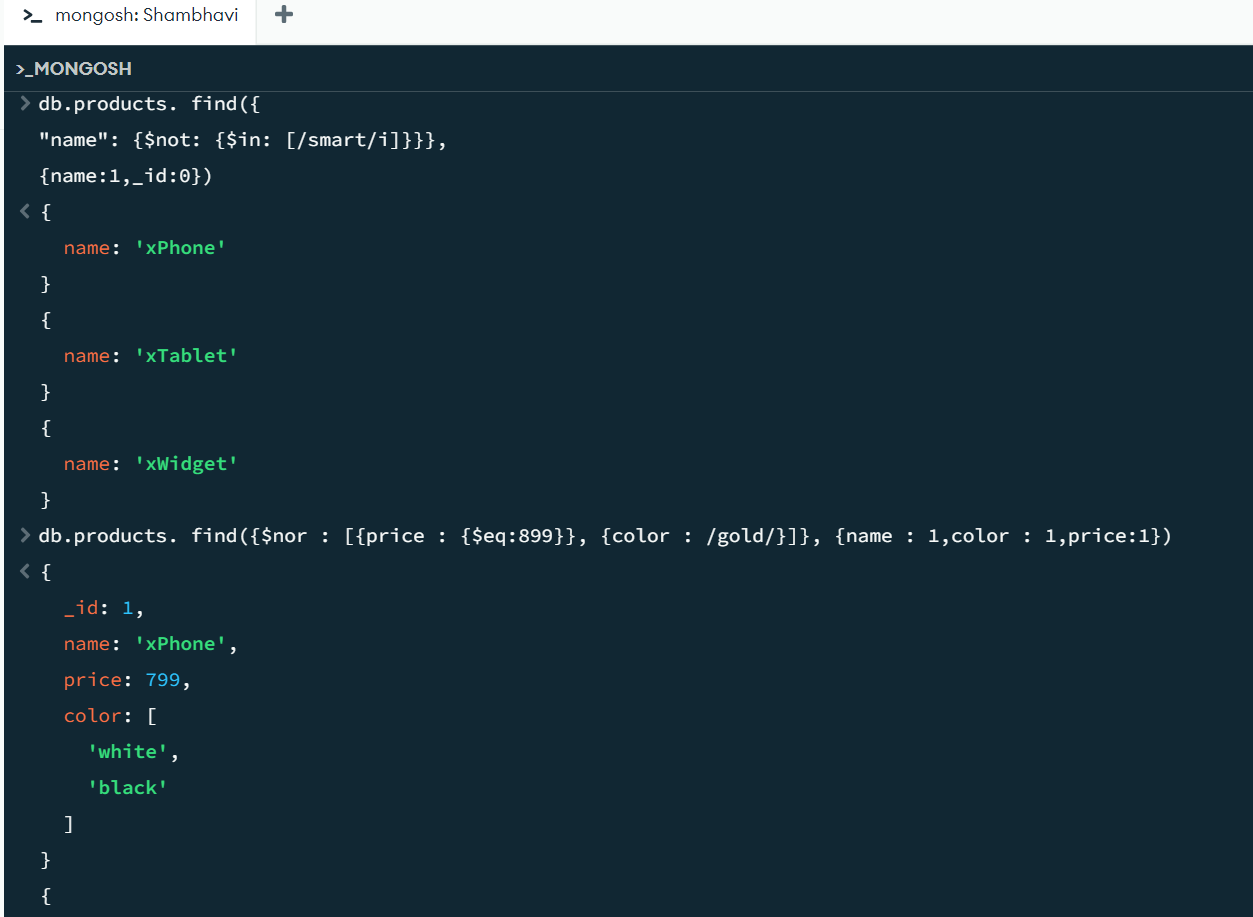 >_ mongosh: Shambhavi +
>_MONGOSH
> db.products. find({
"name": {$not: {$in: [/smart/i]}}},
{name:1,_id:0})
< {
name: 'xPhone'
}
{
name: 'xTablet'
}
{
name: 'xWidget'
}
> db.products. find({$nor : [{price : {$eq:899}}, {color : /gold/}]}, {name : 1,color : 1,price:1})
< {
_id: 1,
name: 'xPhone',
price: 799,
color: [
'white',
'black'
]
}
{